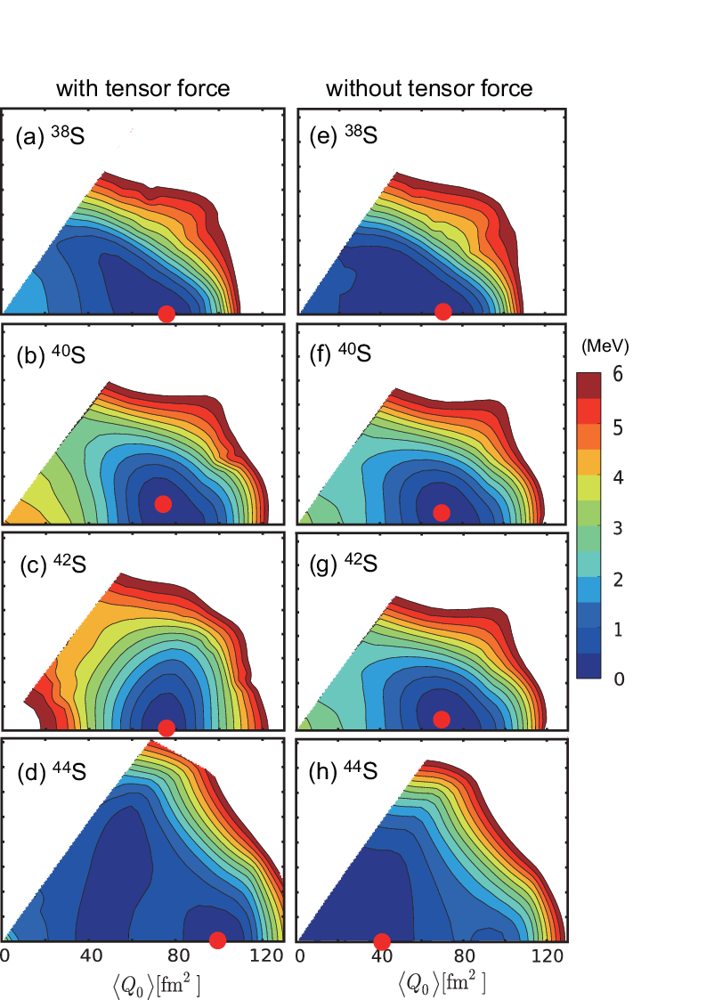 with tensor force without tensor force
(a) ³⁸S (e) ³⁸S
(b) ⁴⁰S (f) ⁴⁰S
(MeV)
6
5
4
3
2
1
0
(c) ⁴²S (g) ⁴²S
(d) ⁴⁴S (h) ⁴⁴S
0 40 80 120 0 40 80 120
⟨Q₀⟩[fm²] ⟨Q₀⟩[fm²]